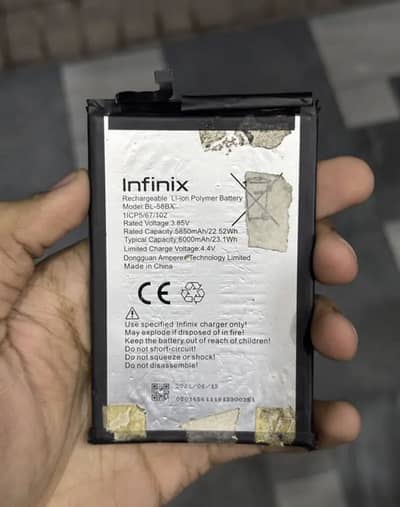 Infinix
Rechargeable Li-ion Polymer Battery
Model: BL-58BX
1ICP5/67/102
Rated Voltage: 3.85V
Rated Capacity: 5850mAh/22.52Wh
Typical Capacity: 6000mAh/23.1Wh
Limited Charge Voltage: 4.4V
Dongguan Amperex Technology Limited
Made in China
CE
Use specified Infinix charger only!
May explode if disposed of in fire!
Keep the battery out of reach of children!
Do not short-circuit!
Do not squeeze or shock!
Do not disassemble!